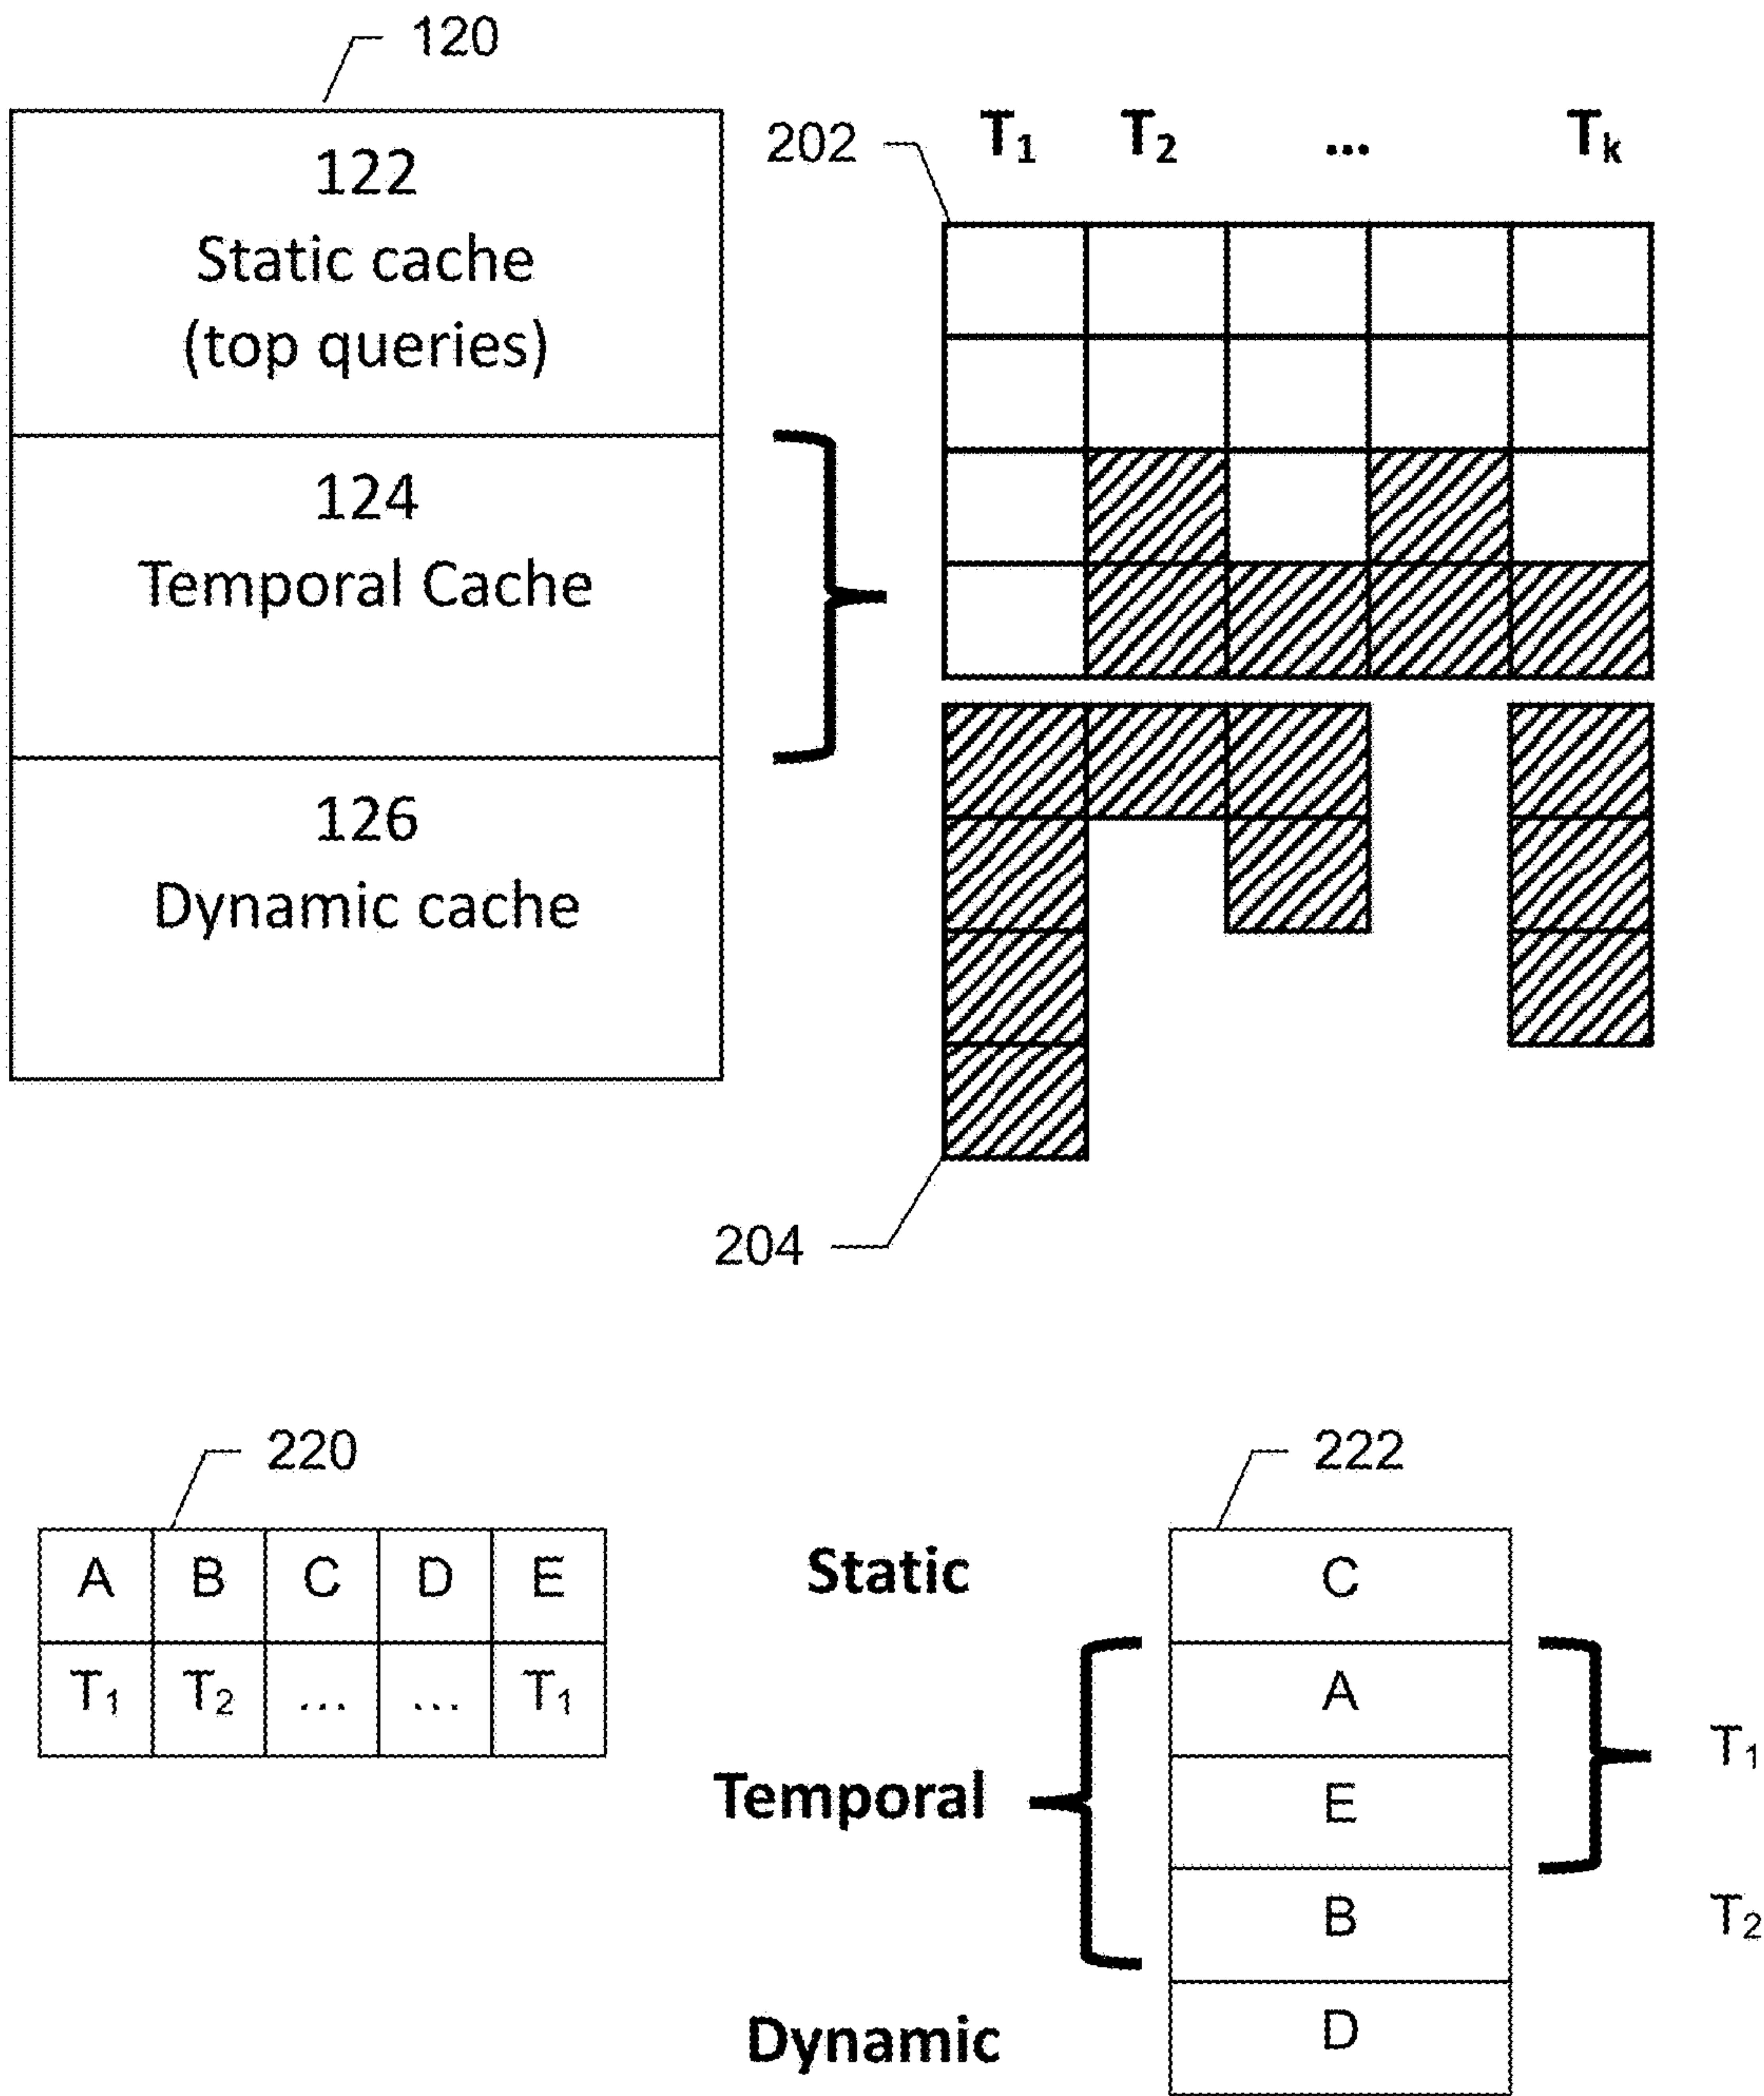 120
122
Static cache
(top queries)
124
Temporal Cache
126
Dynamic cache
202
T₁ T₂ ... Tₖ
204
220
A B C D E
T₁ T₂ ... ... T₁
222
Static
C
A
T₁
Temporal
E
B
T₂
D
Dynamic